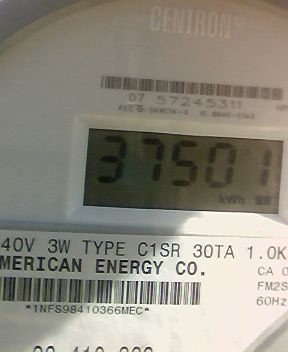 CENTRON®
07 57245311
37501
kWh
40V 3W TYPE C1SR 30TA 1.0K
MERICAN ENERGY CO.
CA 0
FM2S
60Hz
*1NFS98410366MEC*